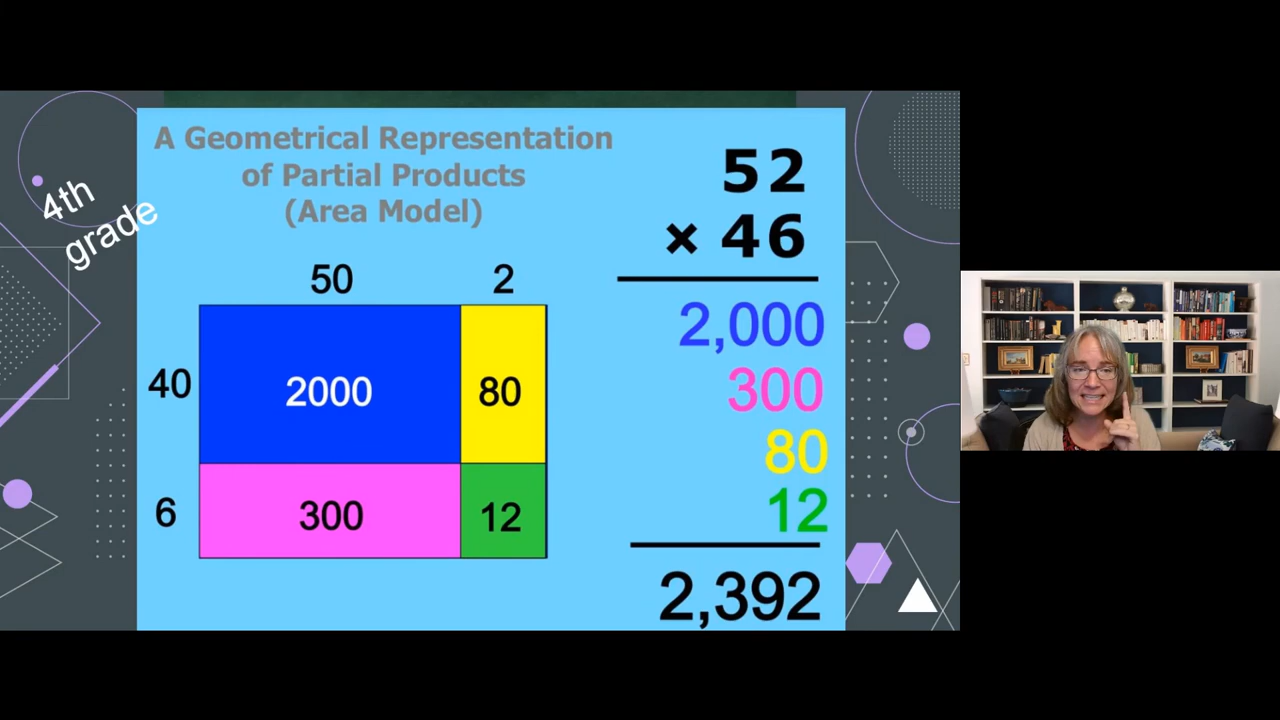 4th
grade
A Geometrical Representation
of Partial Products
(Area Model)
50 2
40 2000 80
6 300 12
52
× 46
2,000
300
80
12
2,392